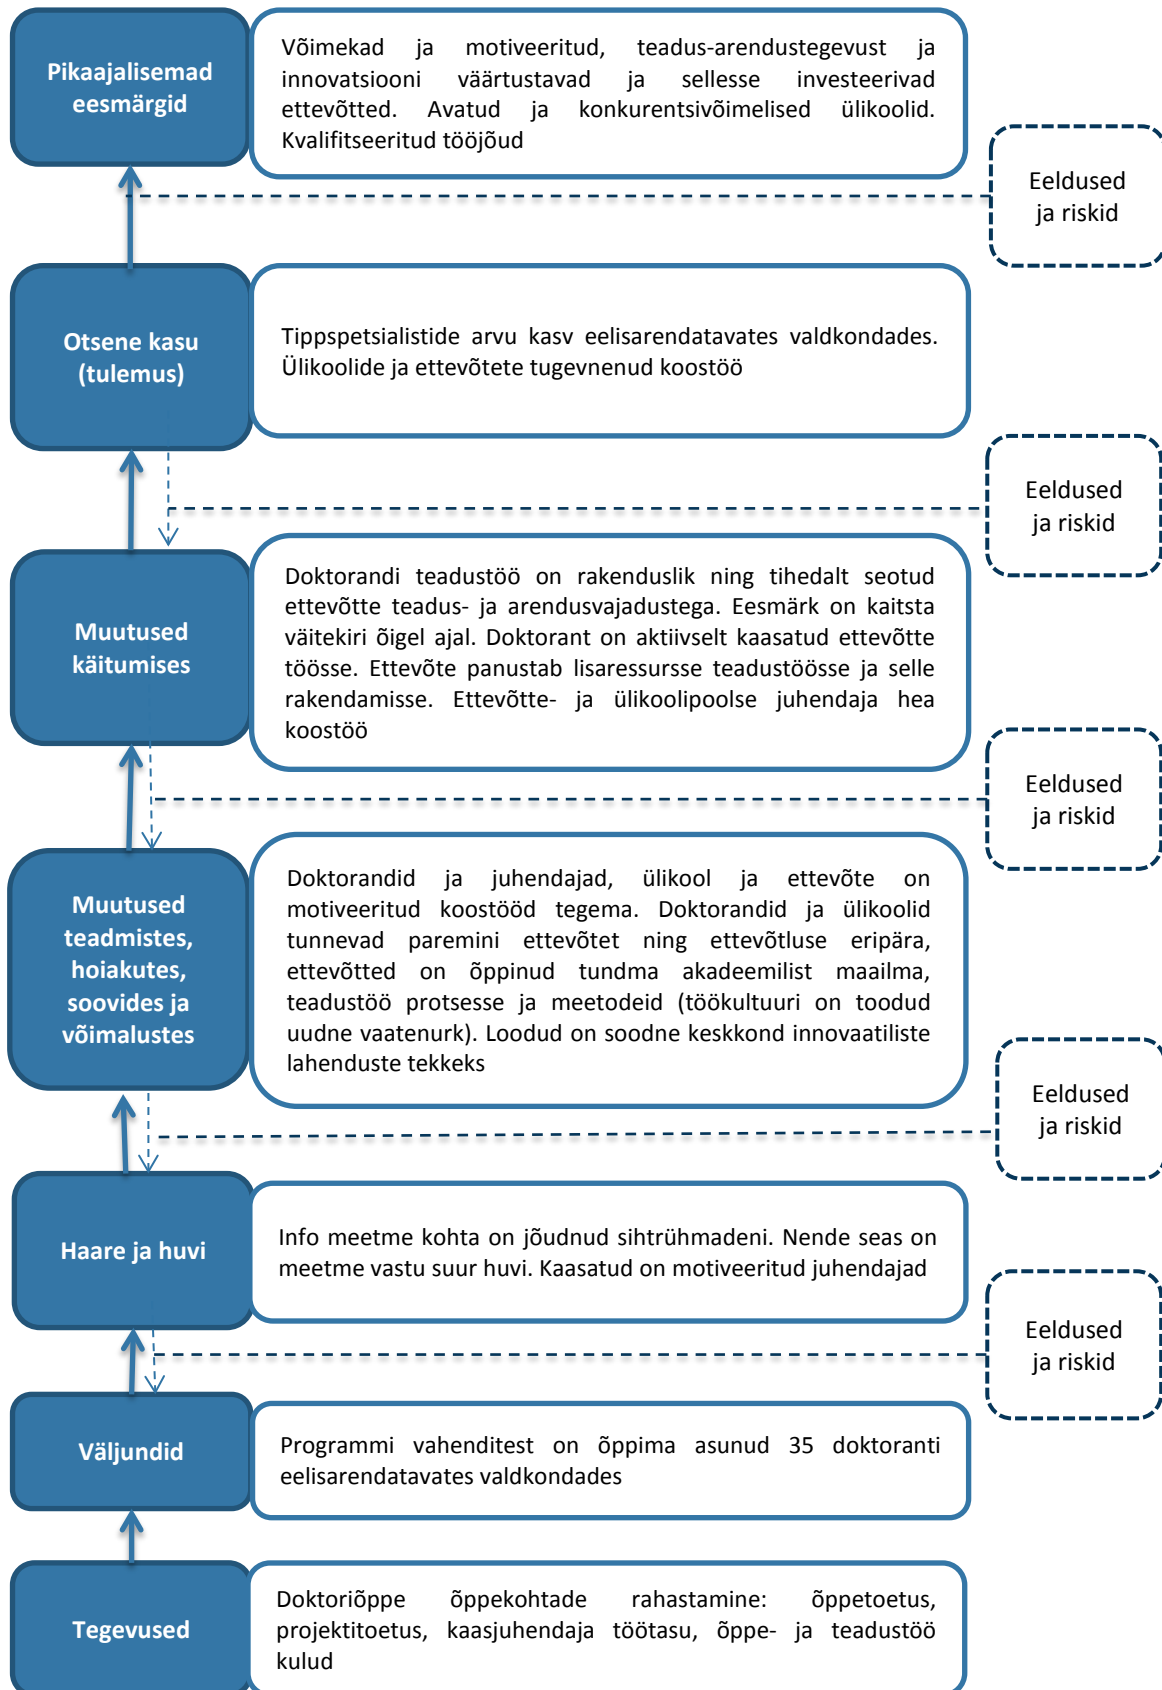 Pikaajalisemad
eesmärgid
Võimekad ja motiveeritud, teadus-arendustegevust ja
innovatsiooni väärtustavad ja sellesse investeerivad
ettevõtted. Avatud ja konkurentsivõimelised ülikoolid.
Kvalifitseeritud tööjõud
Eeldused
ja riskid
Otsene kasu
(tulemus)
Tippspetsialistide arvu kasv eelisarendatavates valdkondades.
Ülikoolide ja ettevõtete tugevnenud koostöö
Eeldused
ja riskid
Muutused
käitumises
Doktorandi teadustöö on rakenduslik ning tihedalt seotud
ettevõtte teadus- ja arendusvajadustega. Eesmärk on kaitsta
väitekiri õigel ajal. Doktorant on aktiivselt kaasatud ettevõtte
töösse. Ettevõte panustab lisaressursse teadustöösse ja selle
rakendamisse. Ettevõtte- ja ülikoolipoolse juhendaja hea
koostöö
Eeldused
ja riskid
Muutused
teadmistes,
hoiakutes,
soovides ja
võimalustes
Doktorandid ja juhendajad, ülikool ja ettevõte on
motiveeritud koostööd tegema. Doktorandid ja ülikoolid
tunnevad paremini ettevõtet ning ettevõtluse eripära,
ettevõtted on õppinud tundma akadeemilist maailma,
teadustöö protsesse ja meetodeid (töökultuuri on toodud
uudne vaatenurk). Loodud on soodne keskkond innovaatiliste
lahenduste tekkeks
Eeldused
ja riskid
Haare ja huvi
Info meetme kohta on jõudnud sihtrühmadeni. Nende seas on
meetme vastu suur huvi. Kaasatud on motiveeritud juhendajad
Eeldused
ja riskid
Väljundid
Programmi vahenditest on õppima asunud 35 doktoranti
eelisarendatavates valdkondades
Tegevused
Doktoriõppe õppekohtade rahastamine: õppetoetus,
projektitoetus, kaasjuhendaja töötasu, õppe- ja teadustöö
kulud